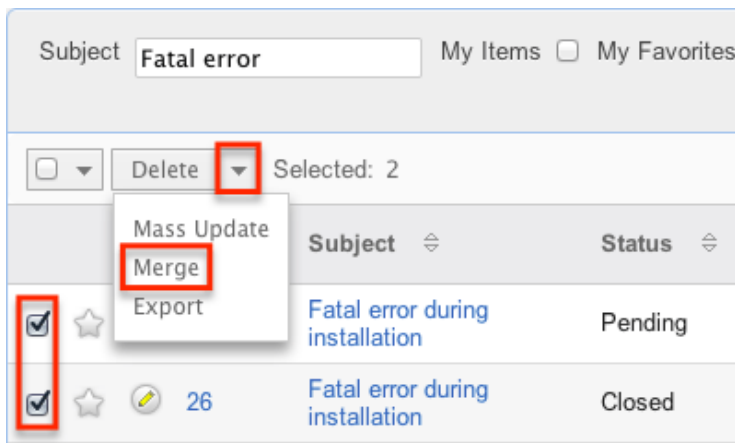 Subject Fatal error My Items My Favorites
Delete Selected: 2
Mass Update
Merge
Export
Subject Status
Fatal error during
installation
Pending
26
Fatal error during
installation
Closed